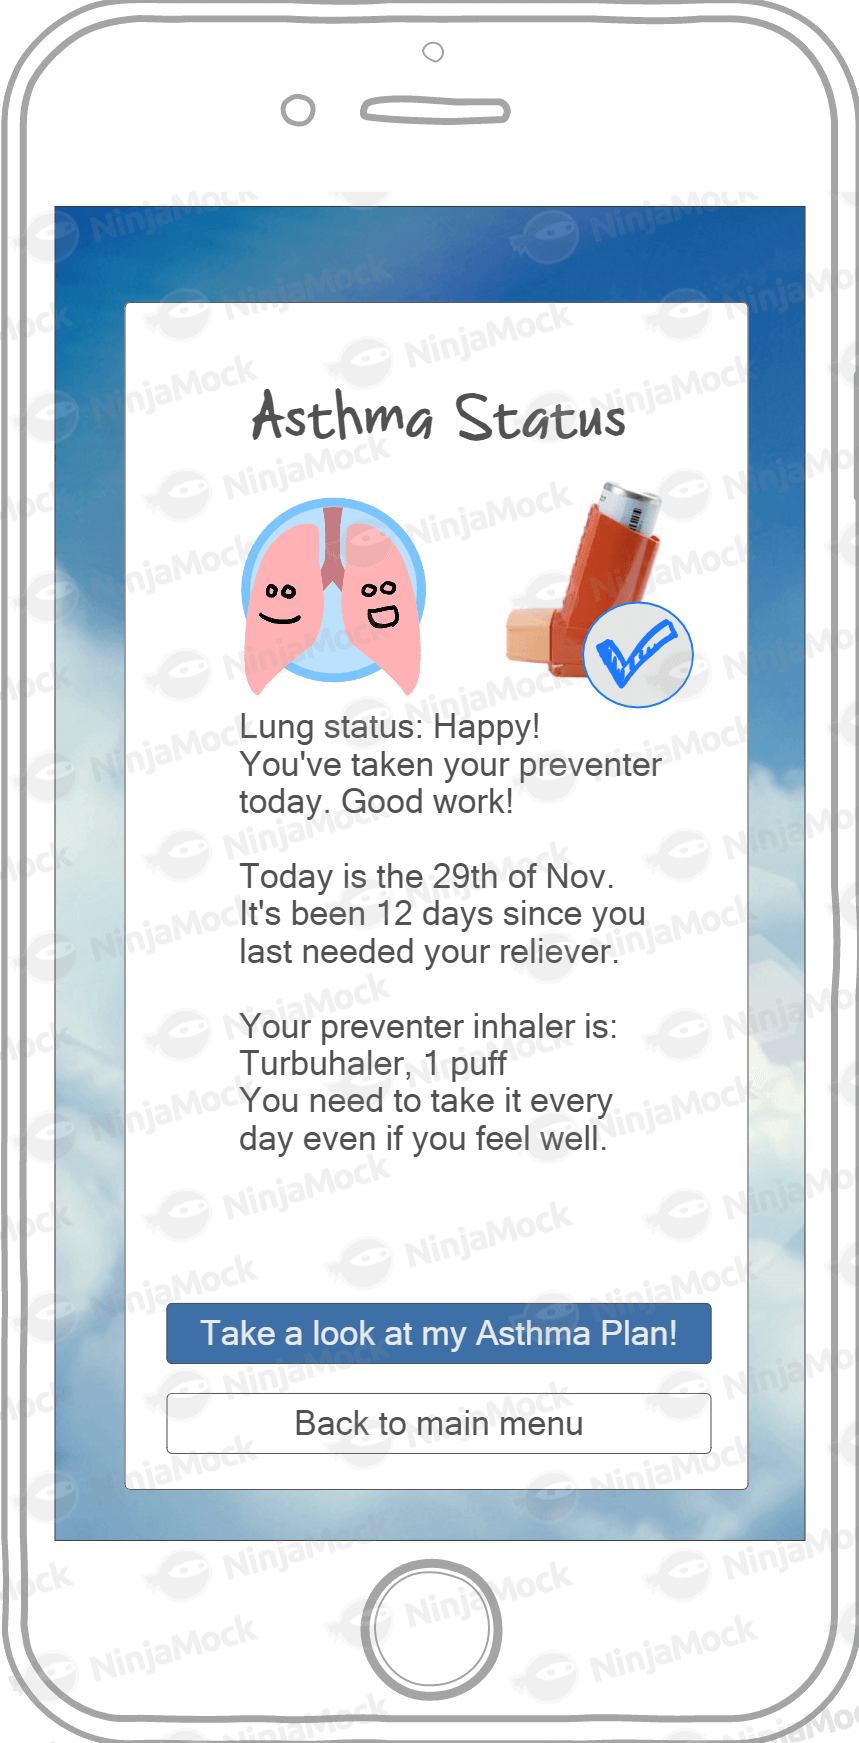 Asthma Status
Lung status: Happy!
You've taken your preventer
today. Good work!
Today is the 29th of Nov.
It's been 12 days since you
last needed your reliever.
Your preventer inhaler is:
Turbuhaler, 1 puff
You need to take it every
day even if you feel well.
Take a look at my Asthma Plan!
Back to main menu
NinjaMock